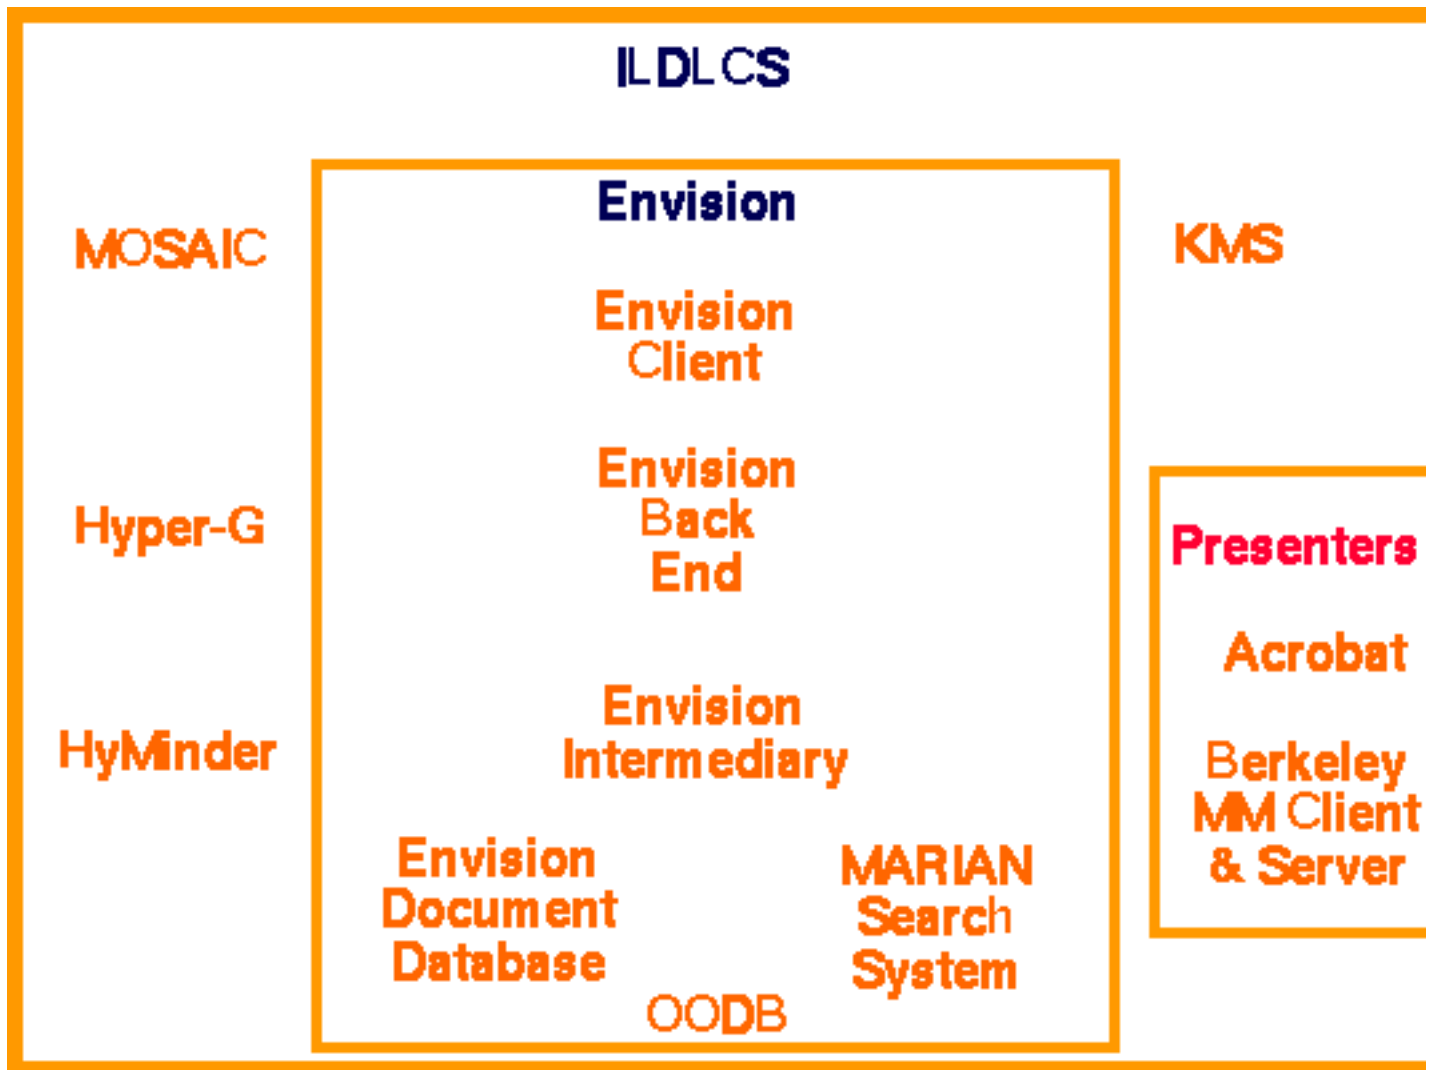 ILDLCS
MOSAIC
Hyper-G
HyMinder
Envision
Envision
Client
Envision
Back
End
Envision
Intermediary
Envision
Document
Database
MARIAN
Search
System
OODB
KMS
Presenters
Acrobat
Berkeley
MM Client
& Server